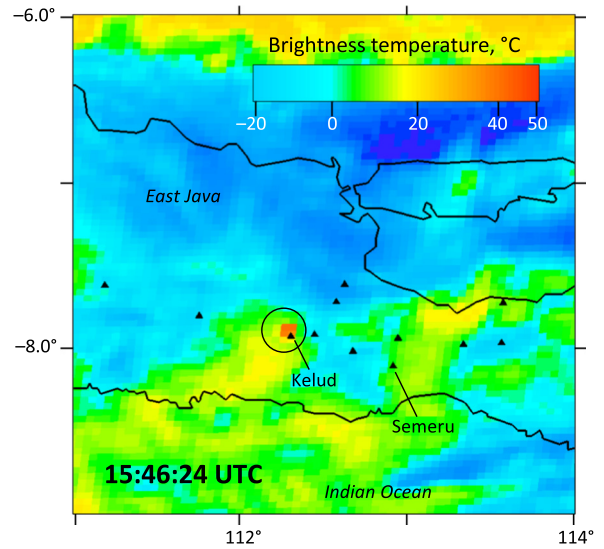 −6.0°
Brightness temperature, °C
−20 0 20 40 50
East Java
−8.0°
Kelud
Semeru
15:46:24 UTC
Indian Ocean
112° 114°